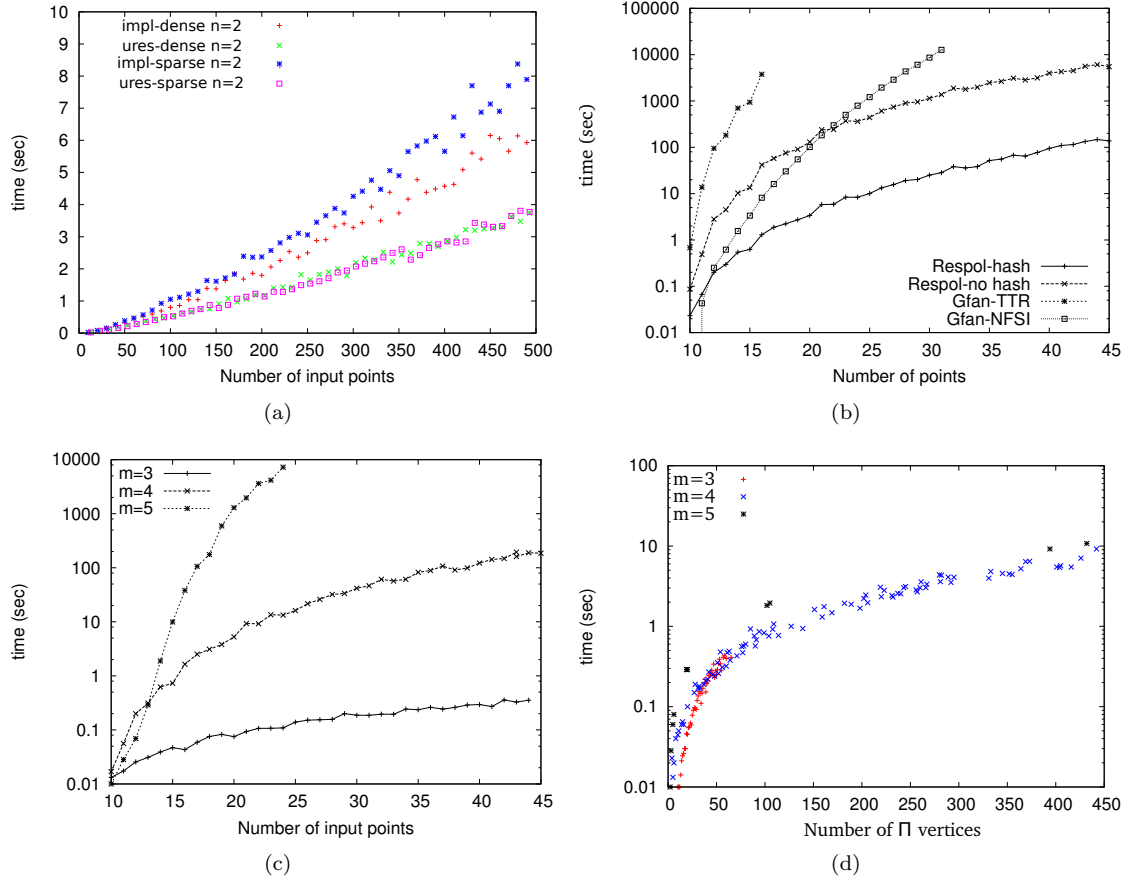 impl-dense n=2
ures-dense n=2
impl-sparse n=2
ures-sparse n=2
10
9
8
7
6
5
4
3
2
1
0
time (sec)
0 50 100 150 200 250 300 350 400 450 500
Number of input points
(a)
100000
10000
1000
100
10
1
0.1
0.01
time (sec)
Respol-hash
Respol-no hash
Gfan-TTR
Gfan-NFSI
10 15 20 25 30 35 40 45
Number of points
(b)
m=3
m=4
m=5
10000
1000
100
10
1
0.1
0.01
time (sec)
10 15 20 25 30 35 40 45
Number of input points
(c)
m=3
m=4
m=5
100
10
1
0.1
0.01
time (sec)
0 50 100 150 200 250 300 350 400 450
Number of Π vertices
(d)